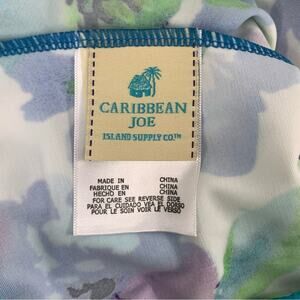 CARIBBEAN
JOE
ISLAND SUPPLY CO.™
MADE IN CHINA
FABRIQUE EN CHINA
HECHO EN CHINA
FOR CARE SEE REVERSE SIDE
PARA EL CUIDADO VEA EL DORSO
POUR LE SOIN VOIR LE VERSO